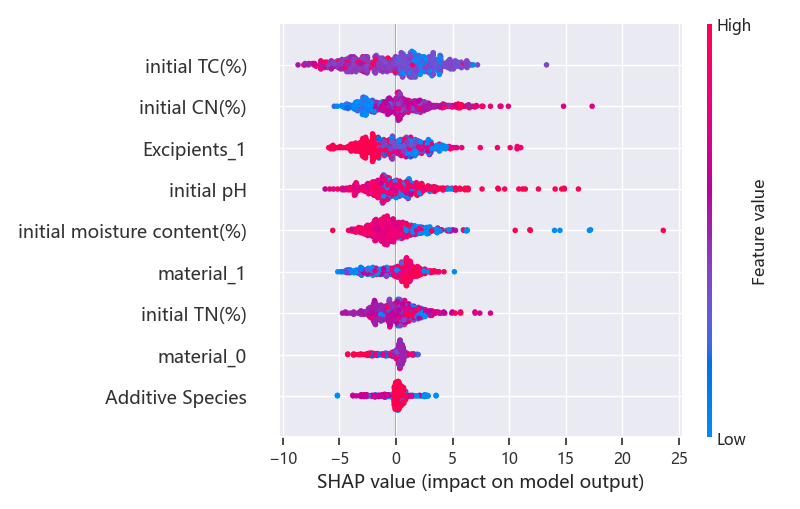 High
initial TC(%)
initial CN(%)
Excipients_1
initial pH
initial moisture content(%)
material_1
initial TN(%)
material_0
Additive Species
Feature value
Low
−10 −5 0 5 10 15 20 25
SHAP value (impact on model output)